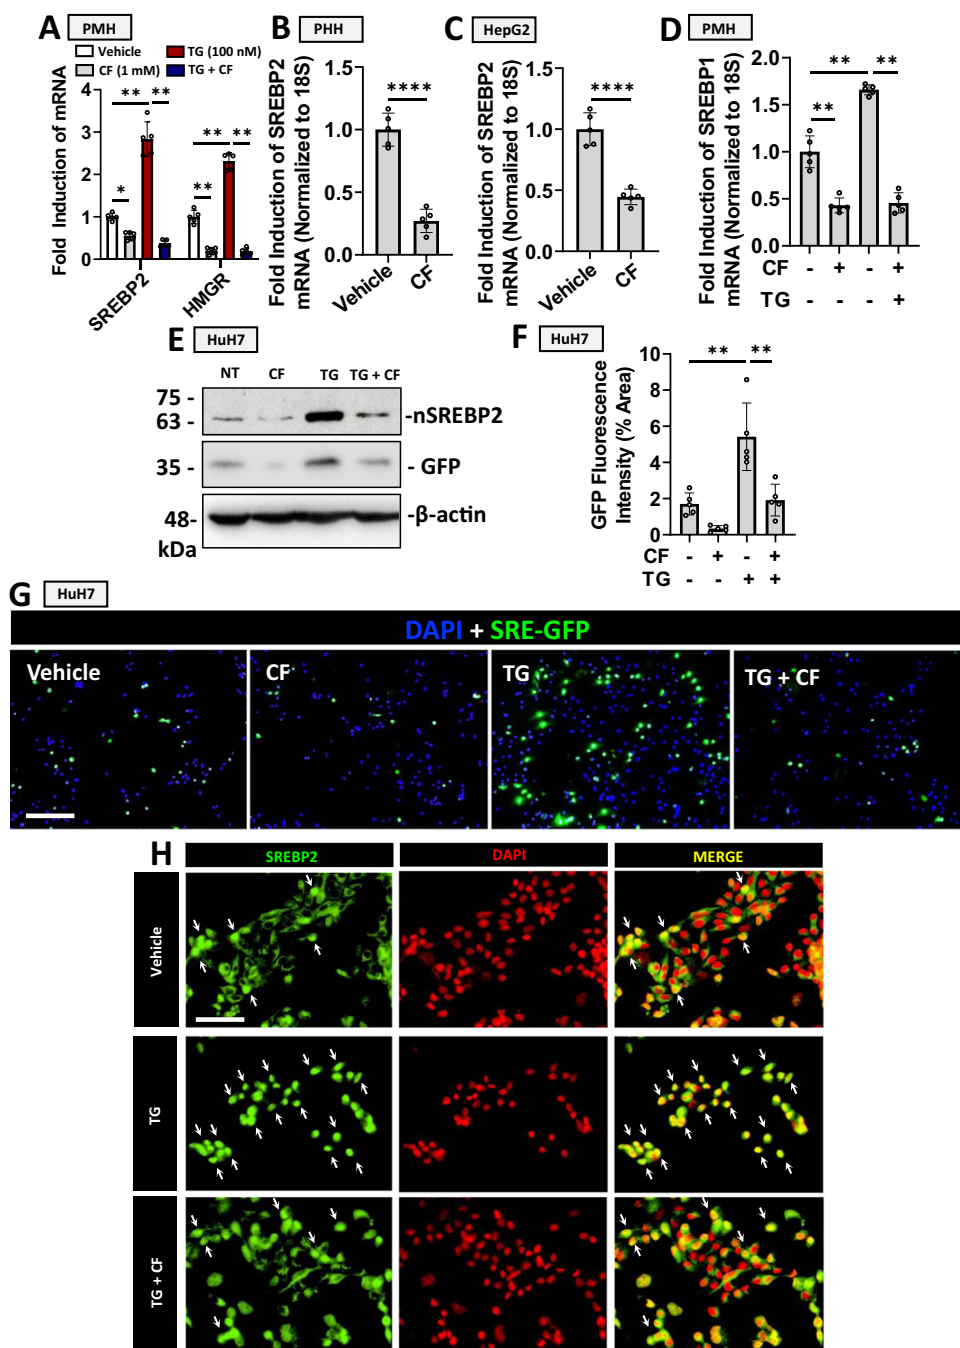 A PMH
Vehicle TG (100 nM)
CF (1 mM) TG + CF
Fold Induction of mRNA
4
3
2
1
0
** ** * ** ** **
SREBP2 HMGR
B PHH
Fold Induction of SREBP2
mRNA (Normalized to 18S)
1.5
1.0
0.5
0.0
****
Vehicle CF
C HepG2
Fold Induction of SREBP2
mRNA (Normalized to 18S)
1.5
1.0
0.5
0.0
****
Vehicle CF
D PMH
Fold Induction of SREBP1
mRNA (Normalized to 18S)
2.0
1.5
1.0
0.5
0.0
** ** **
CF - + - +
TG - - - +
E HuH7
NT CF TG TG + CF
75 -
63 - -nSREBP2
35 - - GFP
48- -β-actin
kDa
F HuH7
GFP Fluorescence
Intensity (% Area)
10
8
6
4
2
0
** **
CF - + - +
TG - - + +
G HuH7
DAPI + SRE-GFP
Vehicle CF TG TG + CF
H SREBP2 DAPI MERGE
Vehicle
TG
TG + CF